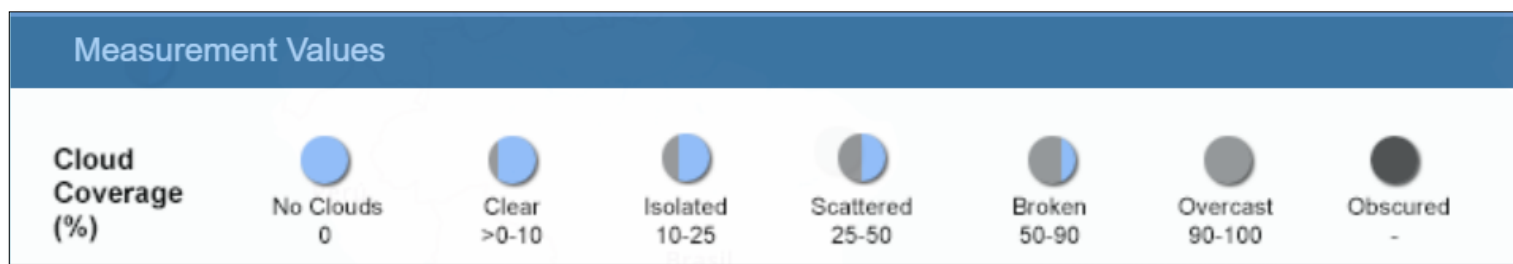 Measurement Values
Cloud
Coverage
(%)
No Clouds
0
Clear
>0-10
Isolated
10-25
Scattered
25-50
Broken
50-90
Overcast
90-100
Obscured
-
Brasil